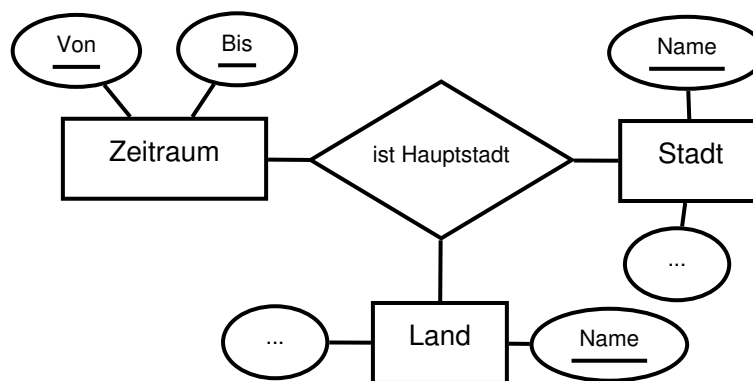 Von
Bis
Name
Zeitraum
ist Hauptstadt
Stadt
...
...
Land
Name